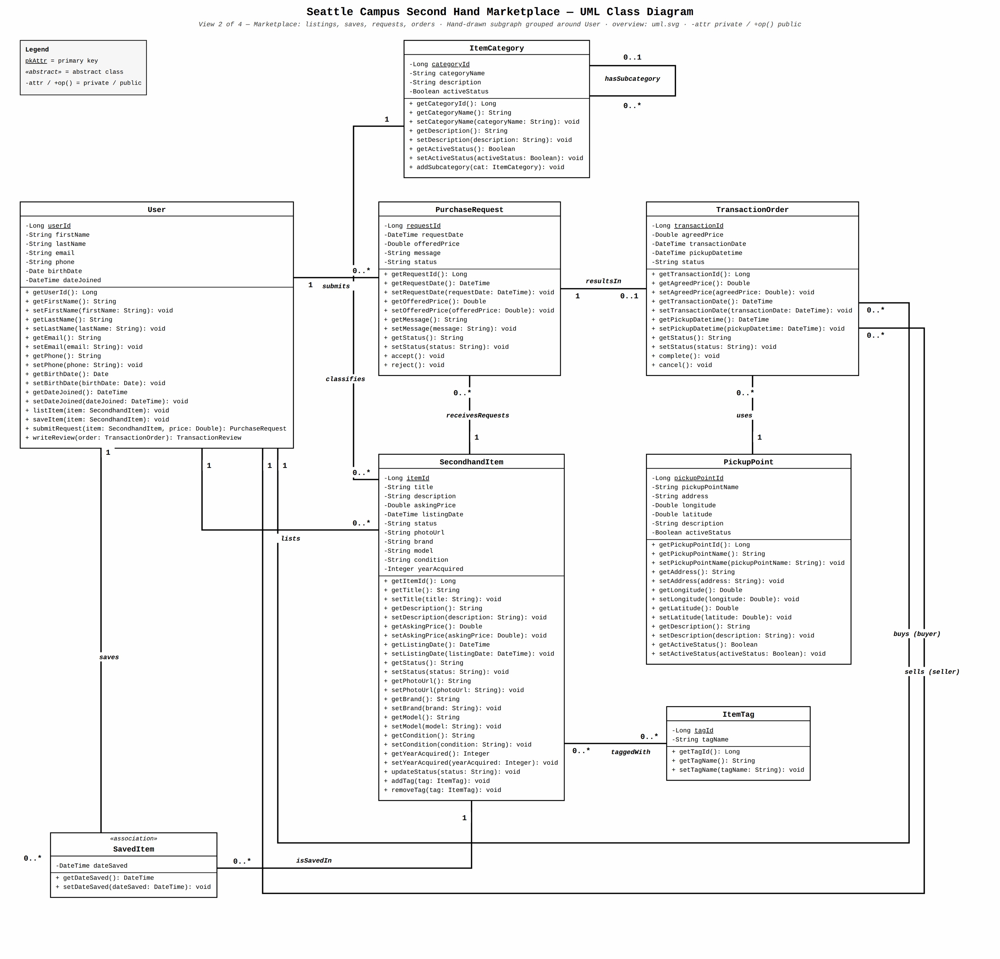 Seattle Campus Second Hand Marketplace — UML Class Diagram
View 2 of 4 — Marketplace: listings, saves, requests, orders · Hand-drawn subgraph grouped around User · overview: uml.svg · -attr private / +op() public
Legend
pkAttr = primary key
«abstract» = abstract class
-attr / +op() = private / public
ItemCategory
-Long categoryId
-String categoryName
-String description
-Boolean activeStatus
+ getCategoryId(): Long
+ getCategoryName(): String
+ setCategoryName(categoryName: String): void
+ getDescription(): String
+ setDescription(description: String): void
+ getActiveStatus(): Boolean
+ setActiveStatus(activeStatus: Boolean): void
+ addSubcategory(cat: ItemCategory): void
0..1
hasSubcategory
0..*
1
User
-Long userId
-String firstName
-String lastName
-String email
-String phone
-Date birthDate
-DateTime dateJoined
+ getUserId(): Long
+ getFirstName(): String
+ setFirstName(firstName: String): void
+ getLastName(): String
+ setLastName(lastName: String): void
+ getEmail(): String
+ setEmail(email: String): void
+ getPhone(): String
+ setPhone(phone: String): void
+ getBirthDate(): Date
+ setBirthDate(birthDate: Date): void
+ getDateJoined(): DateTime
+ setDateJoined(dateJoined: DateTime): void
+ listItem(item: SecondhandItem): void
+ saveItem(item: SecondhandItem): void
+ submitRequest(item: SecondhandItem, price: Double): PurchaseRequest
+ writeReview(order: TransactionOrder): TransactionReview
0..*
1
submits
classifies
PurchaseRequest
-Long requestId
-DateTime requestDate
-Double offeredPrice
-String message
-String status
+ getRequestId(): Long
+ getRequestDate(): DateTime
+ setRequestDate(requestDate: DateTime): void
+ getOfferedPrice(): Double
+ setOfferedPrice(offeredPrice: Double): void
+ getMessage(): String
+ setMessage(message: String): void
+ getStatus(): String
+ setStatus(status: String): void
+ accept(): void
+ reject(): void
resultsIn
1
0..1
TransactionOrder
-Long transactionId
-Double agreedPrice
-DateTime transactionDate
-DateTime pickupDatetime
-String status
+ getTransactionId(): Long
+ getAgreedPrice(): Double
+ setAgreedPrice(agreedPrice: Double): void
+ getTransactionDate(): DateTime
+ setTransactionDate(transactionDate: DateTime): void
+ getPickupDatetime(): DateTime
+ setPickupDatetime(pickupDatetime: DateTime): void
+ getStatus(): String
+ setStatus(status: String): void
+ complete(): void
+ cancel(): void
0..*
0..*
0..*
receivesRequests
1
0..*
uses
1
1
1
1
1
0..*
0..*
lists
SecondhandItem
-Long itemId
-String title
-String description
-Double askingPrice
-DateTime listingDate
-String status
-String photoUrl
-String brand
-String model
-String condition
-Integer yearAcquired
+ getItemId(): Long
+ getTitle(): String
+ setTitle(title: String): void
+ getDescription(): String
+ setDescription(description: String): void
+ getAskingPrice(): Double
+ setAskingPrice(askingPrice: Double): void
+ getListingDate(): DateTime
+ setListingDate(listingDate: DateTime): void
+ getStatus(): String
+ setStatus(status: String): void
+ getPhotoUrl(): String
+ setPhotoUrl(photoUrl: String): void
+ getBrand(): String
+ setBrand(brand: String): void
+ getModel(): String
+ setModel(model: String): void
+ getCondition(): String
+ setCondition(condition: String): void
+ getYearAcquired(): Integer
+ setYearAcquired(yearAcquired: Integer): void
+ updateStatus(status: String): void
+ addTag(tag: ItemTag): void
+ removeTag(tag: ItemTag): void
PickupPoint
-Long pickupPointId
-String pickupPointName
-String address
-Double longitude
-Double latitude
-String description
-Boolean activeStatus
+ getPickupPointId(): Long
+ getPickupPointName(): String
+ setPickupPointName(pickupPointName: String): void
+ getAddress(): String
+ setAddress(address: String): void
+ getLongitude(): Double
+ setLongitude(longitude: Double): void
+ getLatitude(): Double
+ setLatitude(latitude: Double): void
+ getDescription(): String
+ setDescription(description: String): void
+ getActiveStatus(): Boolean
+ setActiveStatus(activeStatus: Boolean): void
buys (buyer)
sells (seller)
saves
0..*
0..*
taggedWith
ItemTag
-Long tagId
-String tagName
+ getTagId(): Long
+ getTagName(): String
+ setTagName(tagName: String): void
1
«association»
SavedItem
-DateTime dateSaved
+ getDateSaved(): DateTime
+ setDateSaved(dateSaved: DateTime): void
0..*
0..*
isSavedIn